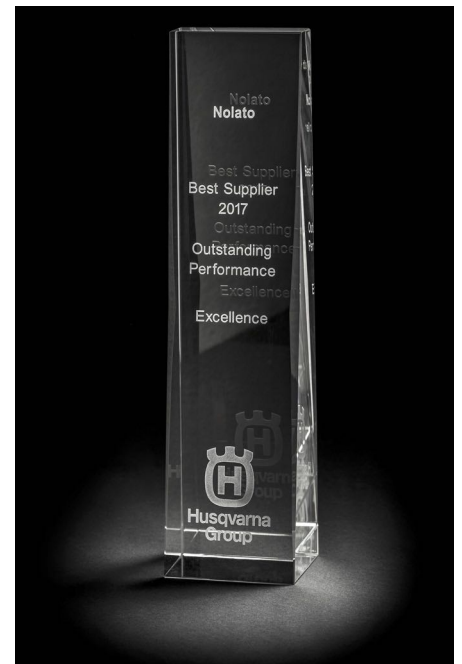 Nolato
Best Supplier
2017
Outstanding
Performance
Excellence
H
Husqvarna
Group